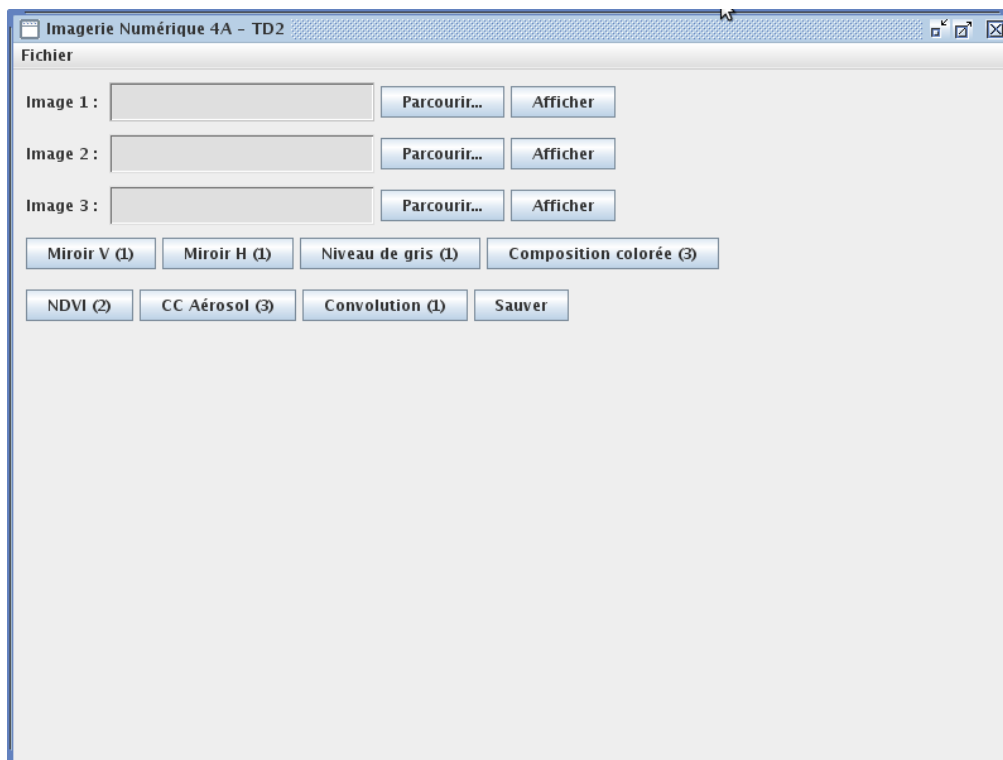 Imagerie Numérique 4A – TD2
Fichier
Image 1 : Parcourir... Afficher
Image 2 : Parcourir... Afficher
Image 3 : Parcourir... Afficher
Miroir V (1) Miroir H (1) Niveau de gris (1) Composition colorée (3)
NDVI (2) CC Aérosol (3) Convolution (1) Sauver